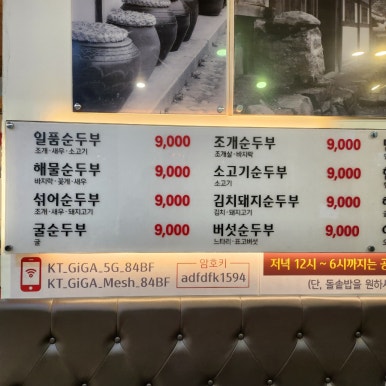 일품순두부 9,000
조개·새우·소고기
해물순두부 9,000
바지락·꽃게·새우
섞어순두부 9,000
조개·새우·돼지고기
굴순두부 9,000
굴
조개순두부 9,000
조개살·바지락
소고기순두부 9,000
소고기
김치돼지순두부 9,000
김치·돼지고기
버섯순두부 9,000
느타리·표고버섯
KT_GiGA_5G_84BF
KT_GiGA_Mesh_84BF
암호키
adfdfk1594
저녁 12시 ~ 6시까지는 공
(단, 돌솥밥을 원하시